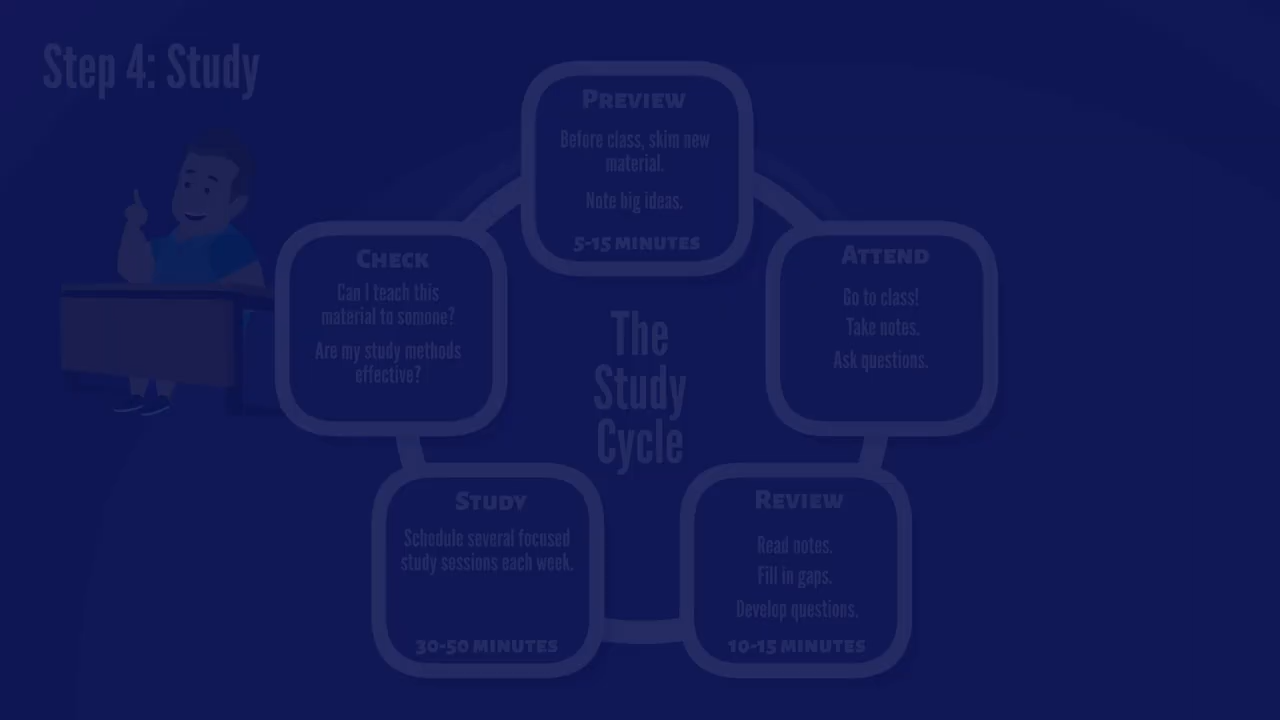 Step 4: Study
PREVIEW
Before class, skim new
material.
Note big ideas.
5-15 MINUTES
ATTEND
Go to class!
Take notes.
Ask questions.
REVIEW
Read notes.
Fill in gaps.
Develop questions.
10-15 MINUTES
STUDY
Schedule several focused
study sessions each week.
30-50 MINUTES
CHECK
Can I teach this
material to somone?
Are my study methods
effective?
The
Study
Cycle